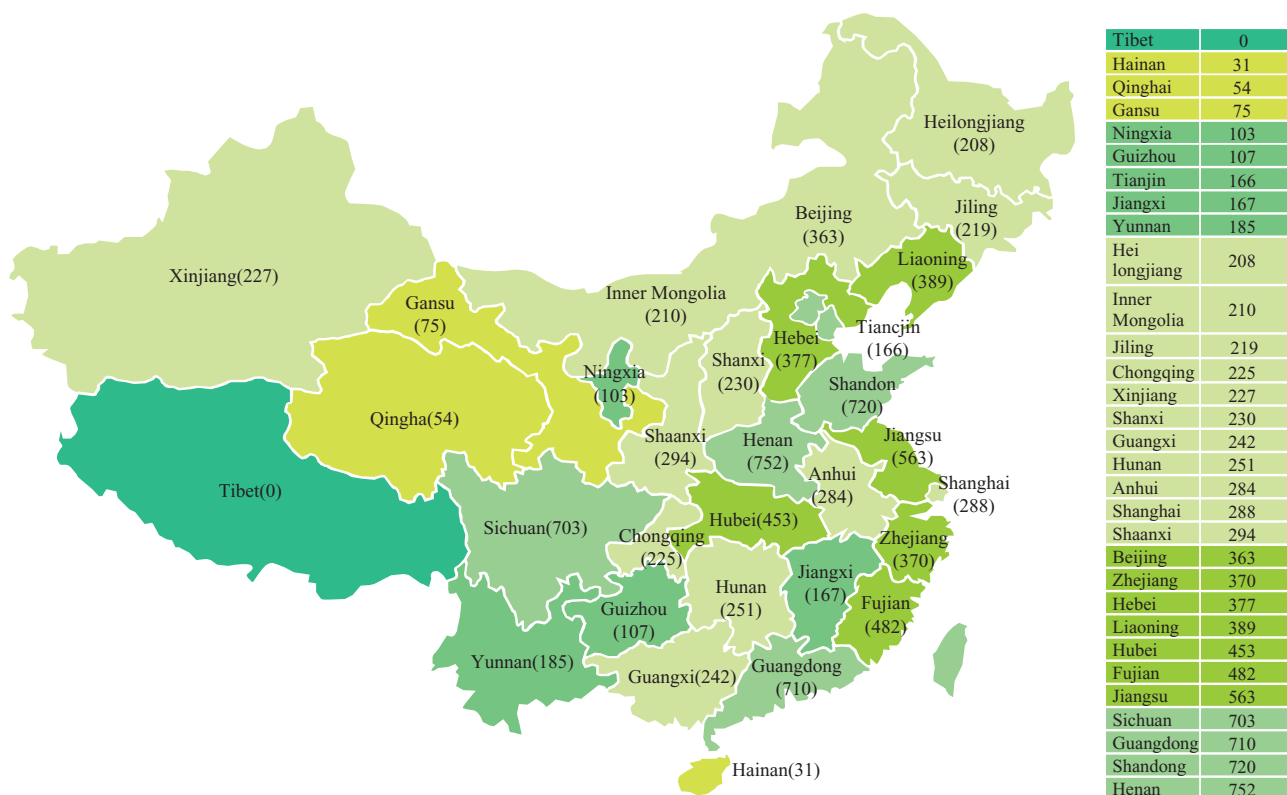 Heilongjiang
(208)
Jiling
(219)
Beijing
(363)
Liaoning
(389)
Xinjiang(227)
Gansu
(75)
Inner Mongolia
(210)
Tiancjin
(166)
Hebei
(377)
Shanxi
(230)
Ningxia
(103)
Shandon
(720)
Qingha(54)
Shaanxi
(294)
Henan
(752)
Jiangsu
(563)
Anhui
(284)
Shanghai
(288)
Tibet(0)
Sichuan(703)
Chongqing
(225)
Hubei(453)
Zhejiang
(370)
Jiangxi
(167)
Hunan
(251)
Guizhou
(107)
Fujian
(482)
Yunnan(185)
Guangxi(242)
Guangdong
(710)
Hainan(31)
Tibet 0
Hainan 31
Qinghai 54
Gansu 75
Ningxia 103
Guizhou 107
Tianjin 166
Jiangxi 167
Yunnan 185
Hei
longjiang 208
Inner
Mongolia 210
Jiling 219
Chongqing 225
Xinjiang 227
Shanxi 230
Guangxi 242
Hunan 251
Anhui 284
Shanghai 288
Shaanxi 294
Beijing 363
Zhejiang 370
Hebei 377
Liaoning 389
Hubei 453
Fujian 482
Jiangsu 563
Sichuan 703
Guangdong 710
Shandong 720
Henan 752